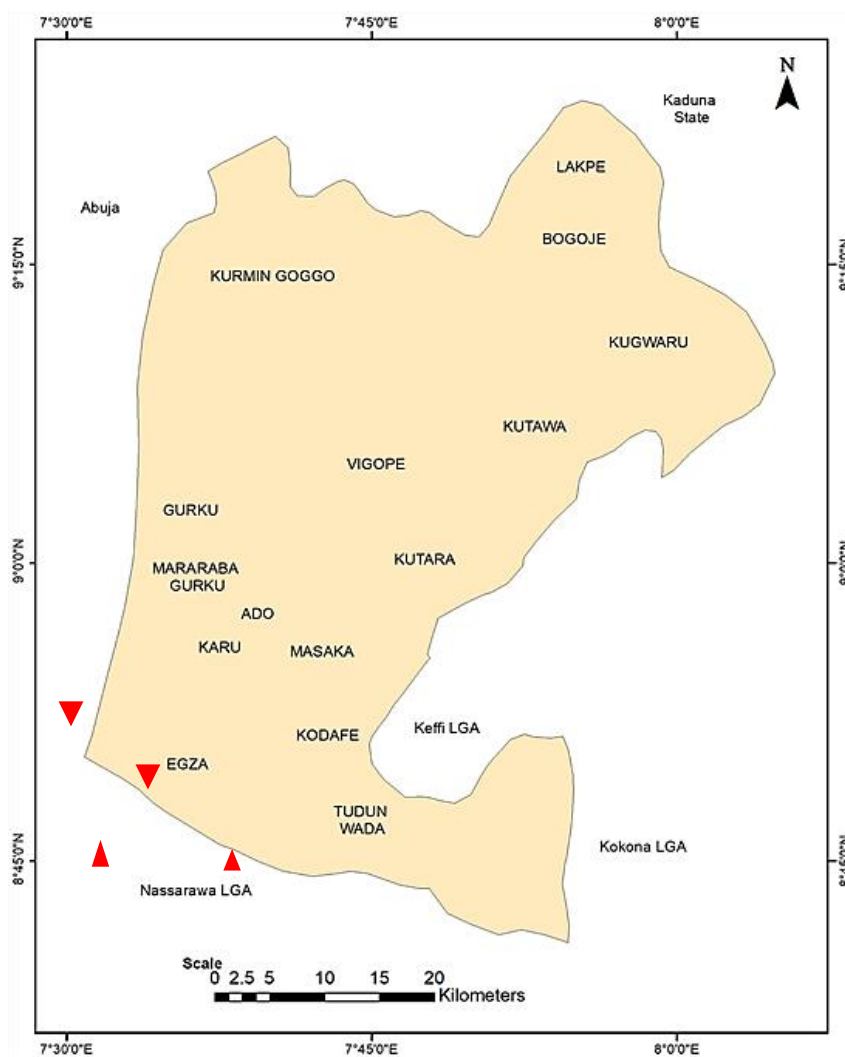 7°30'0"E 7°45'0"E 8°0'0"E
N
Kaduna
State
LAKPE
Abuja
BOGOJE
9°15'0"N 9°15'0"N
KURMIN GOGGO
KUGWARU
KUTAWA
VIGOPE
GURKU
9°0'0"N 9°0'0"N
KUTARA
MARARABA
GURKU
ADO
KARU
MASAKA
Keffi LGA
KODAFE
EGZA
TUDUN
WADA
Kokona LGA
8°45'0"N 8°45'0"N
Nassarawa LGA
Scale
0 2.5 5 10 15 20
Kilometers
7°30'0"E 7°45'0"E 8°0'0"E